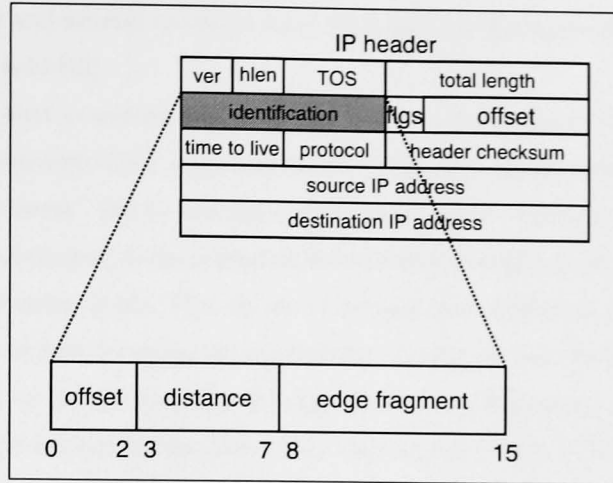 IP header
ver hlen TOS total length
identification flgs offset
time to live protocol header checksum
source IP address
destination IP address
offset distance edge fragment
0 2 3 7 8 15